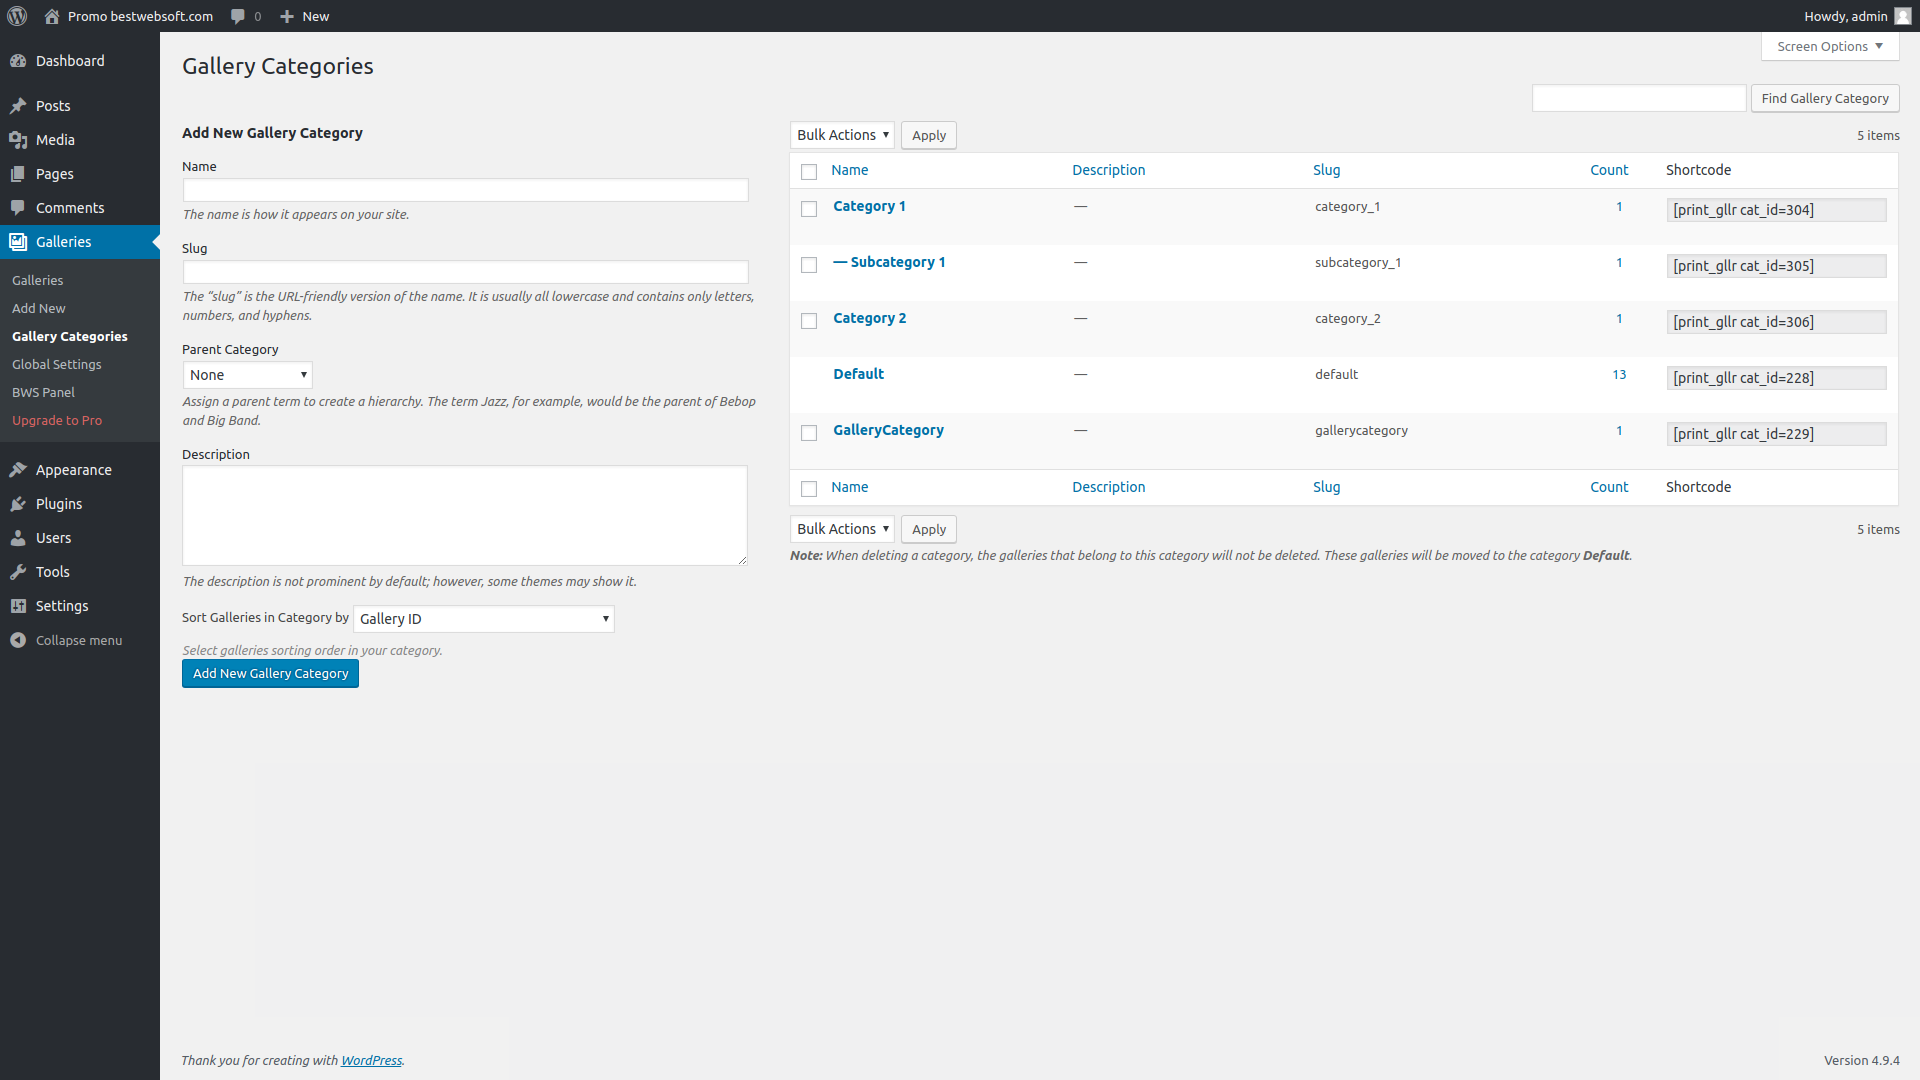 Promo bestwebsoft.com 0 New Howdy, admin
Dashboard
Posts
Media
Pages
Comments
Galleries
Galleries
Add New
Gallery Categories
Global Settings
BWS Panel
Upgrade to Pro
Appearance
Plugins
Users
Tools
Settings
Collapse menu
Screen Options
Gallery Categories
Find Gallery Category
Add New Gallery Category
Name
The name is how it appears on your site.
Slug
The “slug” is the URL-friendly version of the name. It is usually all lowercase and contains only letters,
numbers, and hyphens.
Parent Category
None
Assign a parent term to create a hierarchy. The term Jazz, for example, would be the parent of Bebop
and Big Band.
Description
The description is not prominent by default; however, some themes may show it.
Sort Galleries in Category by Gallery ID
Select galleries sorting order in your category.
Add New Gallery Category
Bulk Actions Apply 5 items
Name Description Slug Count Shortcode
Category 1 — category_1 1 [print_gllr cat_id=304]
— Subcategory 1 — subcategory_1 1 [print_gllr cat_id=305]
Category 2 — category_2 1 [print_gllr cat_id=306]
Default — default 13 [print_gllr cat_id=228]
GalleryCategory — gallerycategory 1 [print_gllr cat_id=229]
Name Description Slug Count Shortcode
Bulk Actions Apply 5 items
Note: When deleting a category, the galleries that belong to this category will not be deleted. These galleries will be moved to the category Default.
Thank you for creating with WordPress. Version 4.9.4